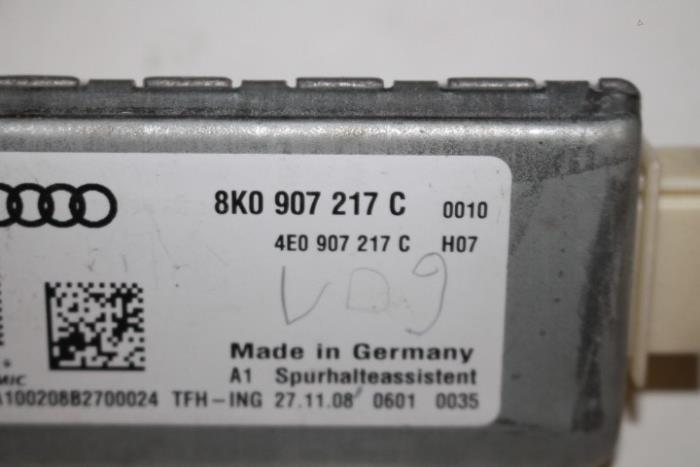 8K0 907 217 C 0010
4E0 907 217 C H07
VD9
Made in Germany
A1 Spurhalteassistent
A100208B2700024 TFH-ING 27.11.08 0601 0035